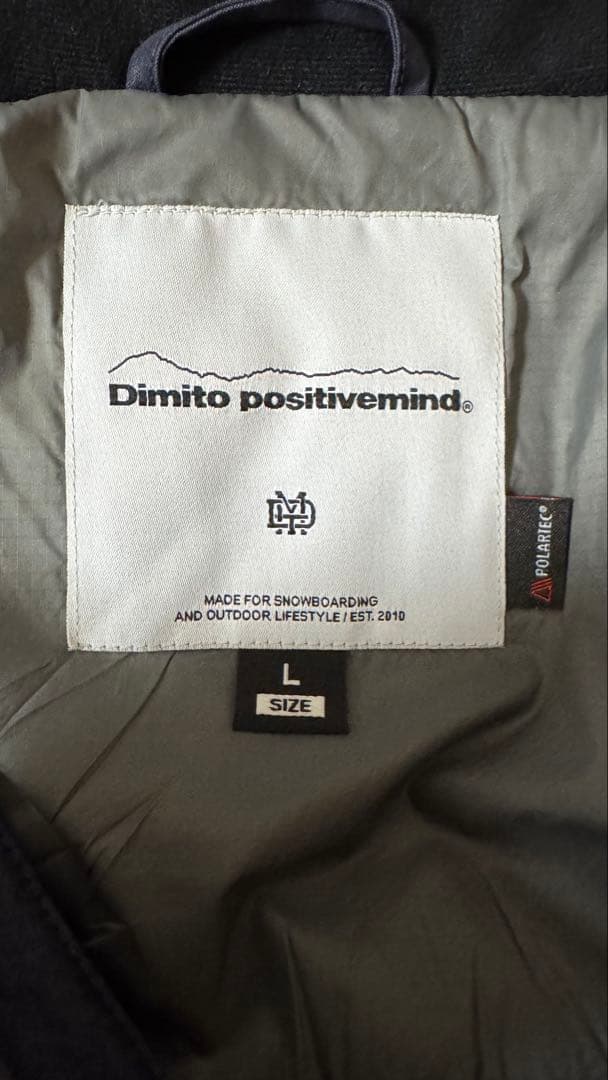 Dimito positivemind®
MADE FOR SNOWBOARDING
AND OUTDOOR LIFESTYLE / EST. 2010
POLARTEC®
L
SIZE